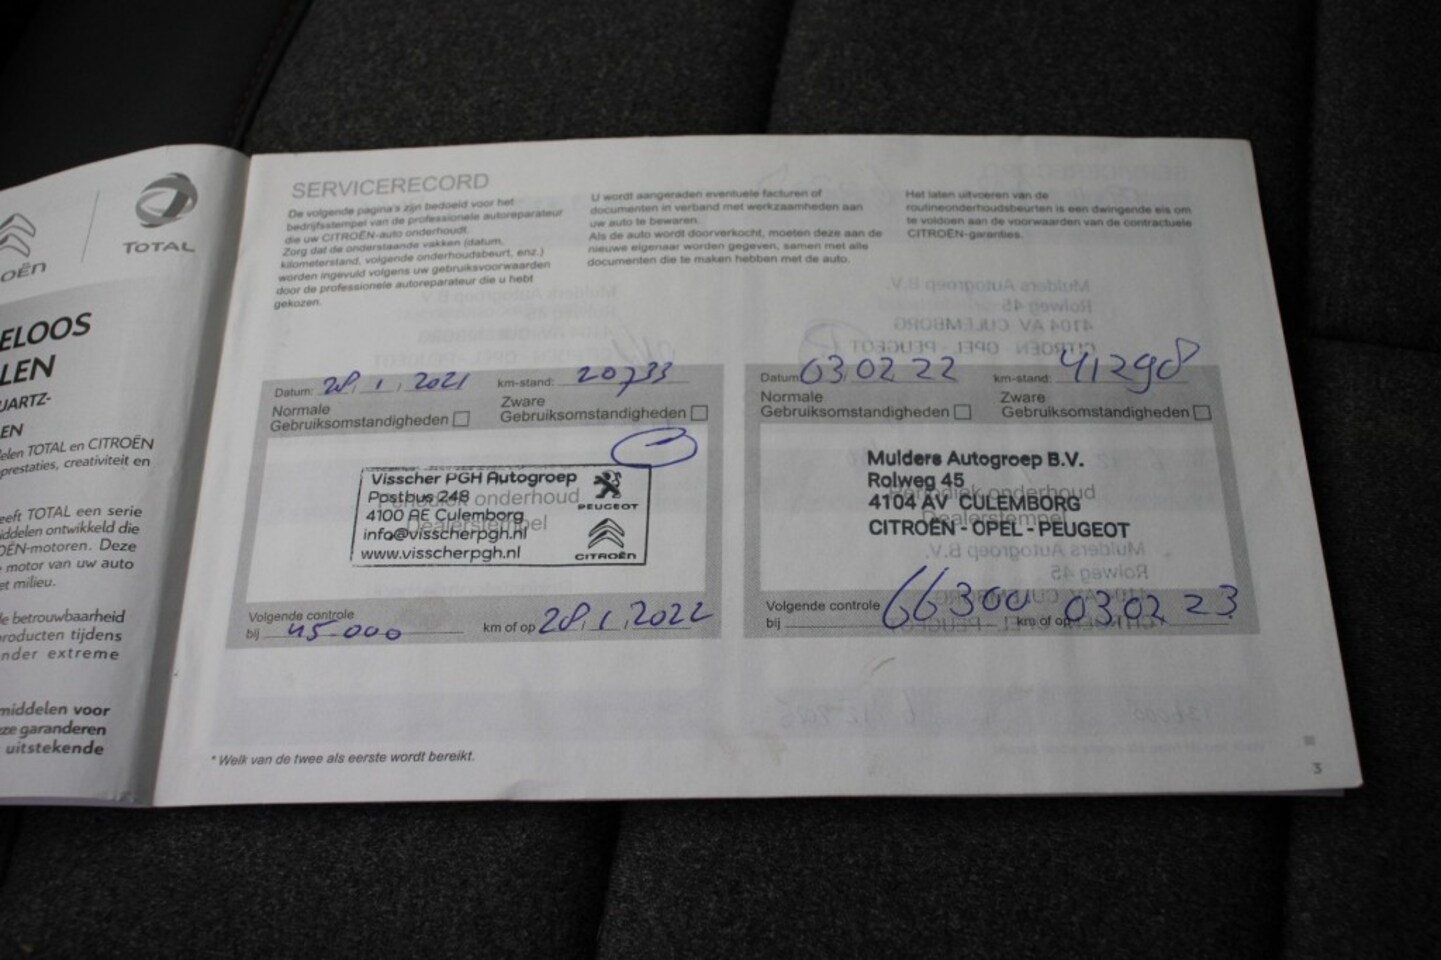 OËN
TOTAL
ELOOS
LEN
UARTZ-
EN
elen TOTAL en CITROËN
prestaties, creativiteit en
eeft TOTAL een serie
iddelen ontwikkeld die
OËN-motoren. Deze
motor van uw auto
et milieu.
le betrouwbaarheid
roducten tijdens
nder extreme
middelen voor
ze garanderen
uitstekende
SERVICERECORD
De volgende pagina's zijn bedoeld voor het
bedrijfsstempel van de professionele autoreparateur
die uw CITROËN-auto onderhoudt.
Zorg dat de onderstaande vakken (datum,
kilometerstand, volgende onderhoudsbeurt, enz.)
worden ingevuld volgens uw gebruiksvoorwaarden
door de professionele autoreparateur die u hebt
gekozen.
U wordt aangeraden eventuele facturen of
documenten in verband met werkzaamheden aan
uw auto te bewaren.
Als de auto wordt doorverkocht, moeten deze aan de
nieuwe eigenaar worden gegeven, samen met alle
documenten die te maken hebben met de auto.
Het laten uitvoeren van de
routineonderhoudsbeurten is een dwingende eis om
te voldoen aan de voorwaarden van de contractuele
CITROËN-garanties.
Datum: 28, 1, 2021 km-stand: 20733
Normale
Gebruiksomstandigheden
Zware
Gebruiksomstandigheden
Visscher PGH Autogroep
Postbus 248
4100 AE Culemborg
info@visscherpgh.nl
www.visscherpgh.nl
PEUGEOT
CITROËN
Periodiek onderhoud
Dealerstempel
Volgende controle
bij 45-000 km of op 28, 1, 2022
Datum 03,02, 22 km-stand: 41298
Normale
Gebruiksomstandigheden
Zware
Gebruiksomstandigheden
Mulders Autogroep B.V.
Rolweg 45
4104 AV CULEMBORG
CITROËN - OPEL - PEUGEOT
Periodiek onderhoud
Dealerstempel
Volgende controle
bij 66300 km of op 03,02, 23
* Welk van de twee als eerste wordt bereikt.
3